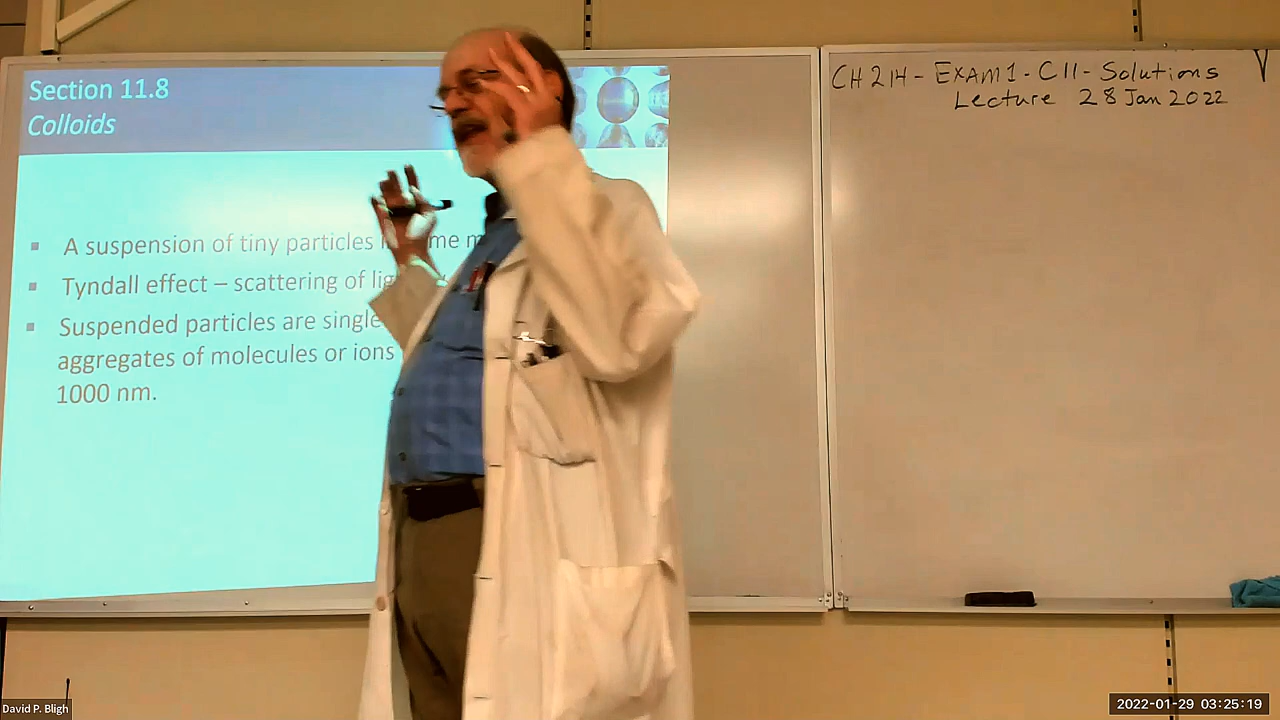 Section 11.8
Colloids
▪ A suspension of tiny particles me
▪ Tyndall effect – scattering of
▪ Suspended particles are single
aggregates of molecules or ions
1000 nm.
CH 214 - EXAM 1 - C11 - Solutions
Lecture 28 Jan 2022
David P. Bligh
2022-01-29 03:25:19